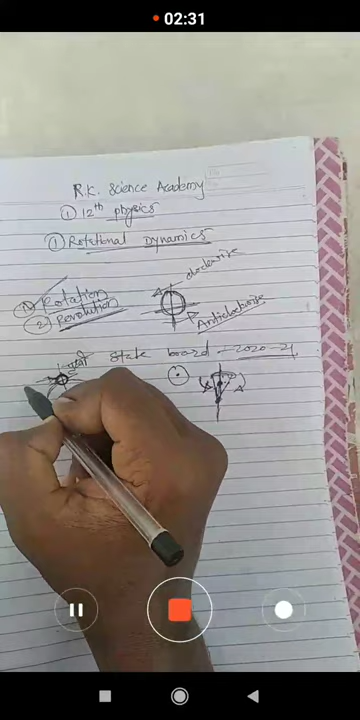 02:31
R.K. Science Academy
① 12th physics
① Rotational Dynamics
clockwise
① Rotation
② Revolution
Anticlockwise
पृथ्वी State board - 2020-21